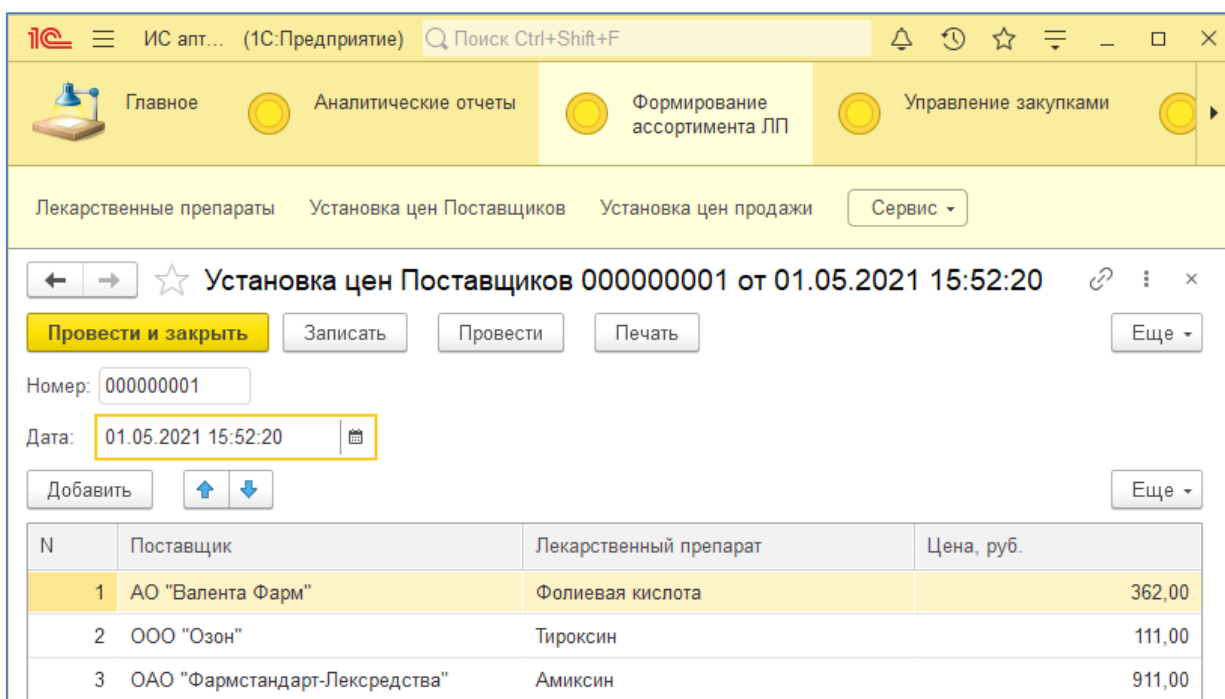 1С ИС апт... (1С:Предприятие) Поиск Ctrl+Shift+F
Главное Аналитические отчеты Формирование Управление закупками
ассортимента ЛП
Лекарственные препараты Установка цен Поставщиков Установка цен продажи Сервис
Установка цен Поставщиков 000000001 от 01.05.2021 15:52:20
Провести и закрыть Записать Провести Печать Еще
Номер: 000000001
Дата: 01.05.2021 15:52:20
Добавить Еще
N Поставщик Лекарственный препарат Цена, руб.
1 АО "Валента Фарм" Фолиевая кислота 362,00
2 ООО "Озон" Тироксин 111,00
3 ОАО "Фармстандарт-Лексредства" Амиксин 911,00